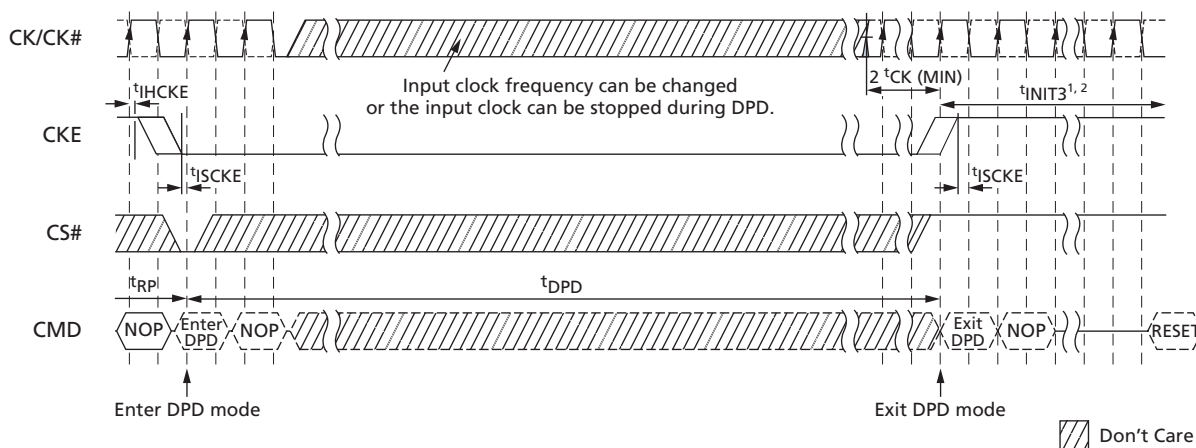 CK/CK#
Input clock frequency can be changed
or the input clock can be stopped during DPD.
2 tCK (MIN)
tINIT31, 2
tIHCKE
CKE
tISCKE
tISCKE
CS#
tRP
tDPD
CMD
NOP
Enter
DPD
NOP
Exit
DPD
NOP
RESET
Enter DPD mode
Exit DPD mode
Don't Care